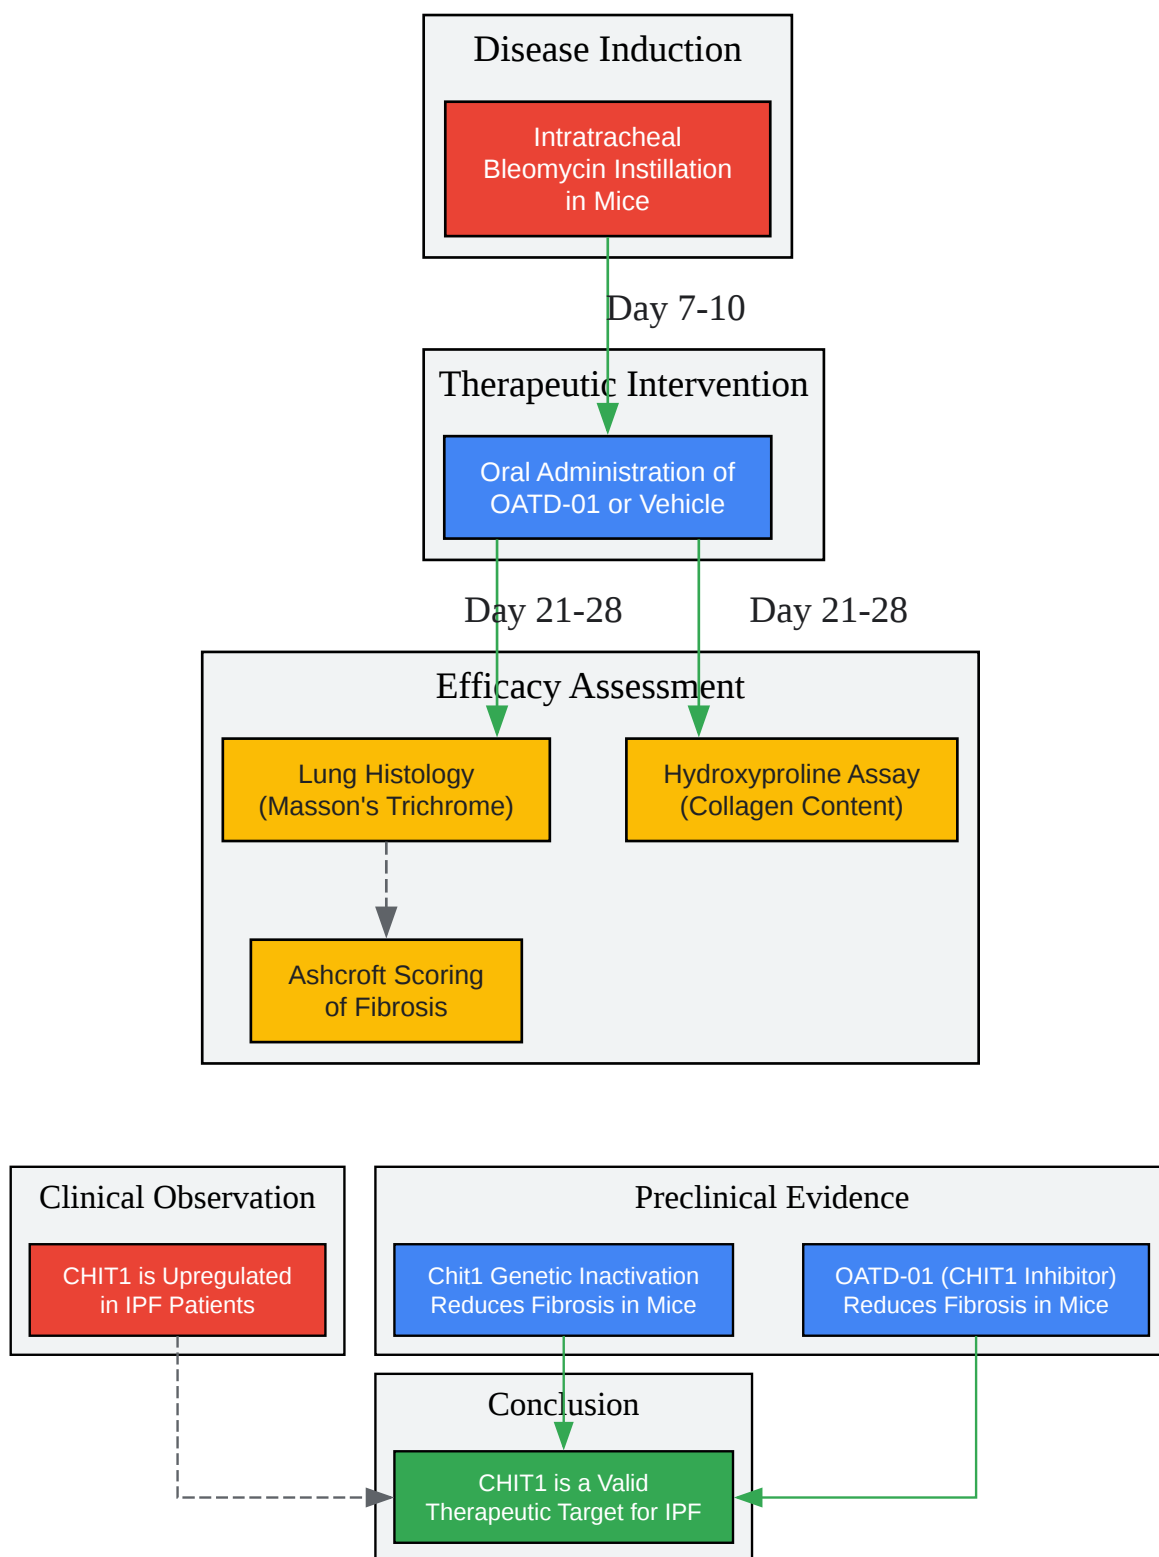 Disease Induction
Intratracheal
Bleomycin Instillation
in Mice
Day 7-10
Therapeutic Intervention
Oral Administration of
OATD-01 or Vehicle
Day 21-28
Day 21-28
Efficacy Assessment
Lung Histology
(Masson's Trichrome)
Hydroxyproline Assay
(Collagen Content)
Ashcroft Scoring
of Fibrosis
Clinical Observation
CHIT1 is Upregulated
in IPF Patients
Preclinical Evidence
Chit1 Genetic Inactivation
Reduces Fibrosis in Mice
OATD-01 (CHIT1 Inhibitor)
Reduces Fibrosis in Mice
Conclusion
CHIT1 is a Valid
Therapeutic Target for IPF